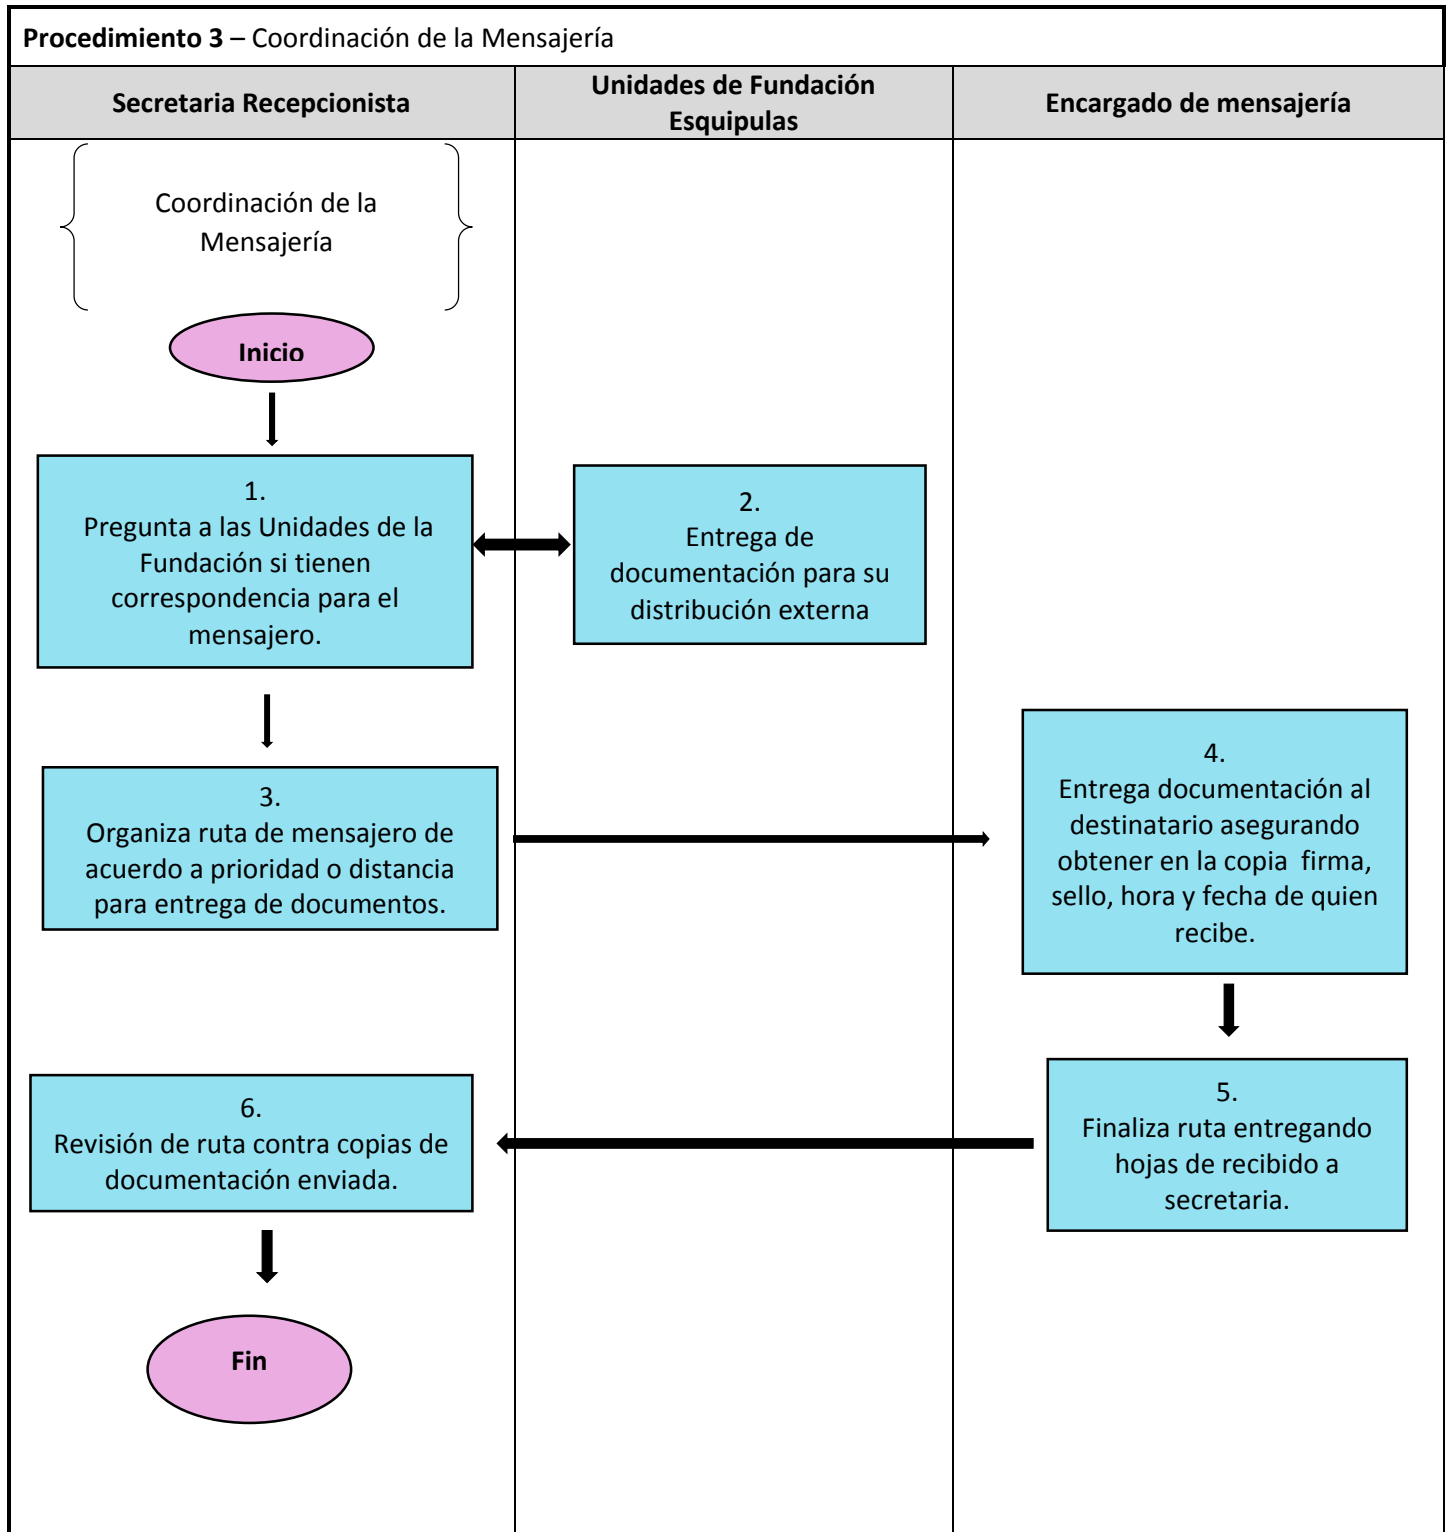 Procedimiento 3 – Coordinación de la Mensajería
Secretaria Recepcionista
Unidades de Fundación
Esquipulas
Encargado de mensajería
Coordinación de la
Mensajería
Inicio
1.
Pregunta a las Unidades de la
Fundación si tienen
correspondencia para el
mensajero.
2.
Entrega de
documentación para su
distribución externa
3.
Organiza ruta de mensajero de
acuerdo a prioridad o distancia
para entrega de documentos.
4.
Entrega documentación al
destinatario asegurando
obtener en la copia  firma,
sello, hora y fecha de quien
recibe.
5.
Finaliza ruta entregando
hojas de recibido a
secretaria.
6.
Revisión de ruta contra copias de
documentación enviada.
Fin